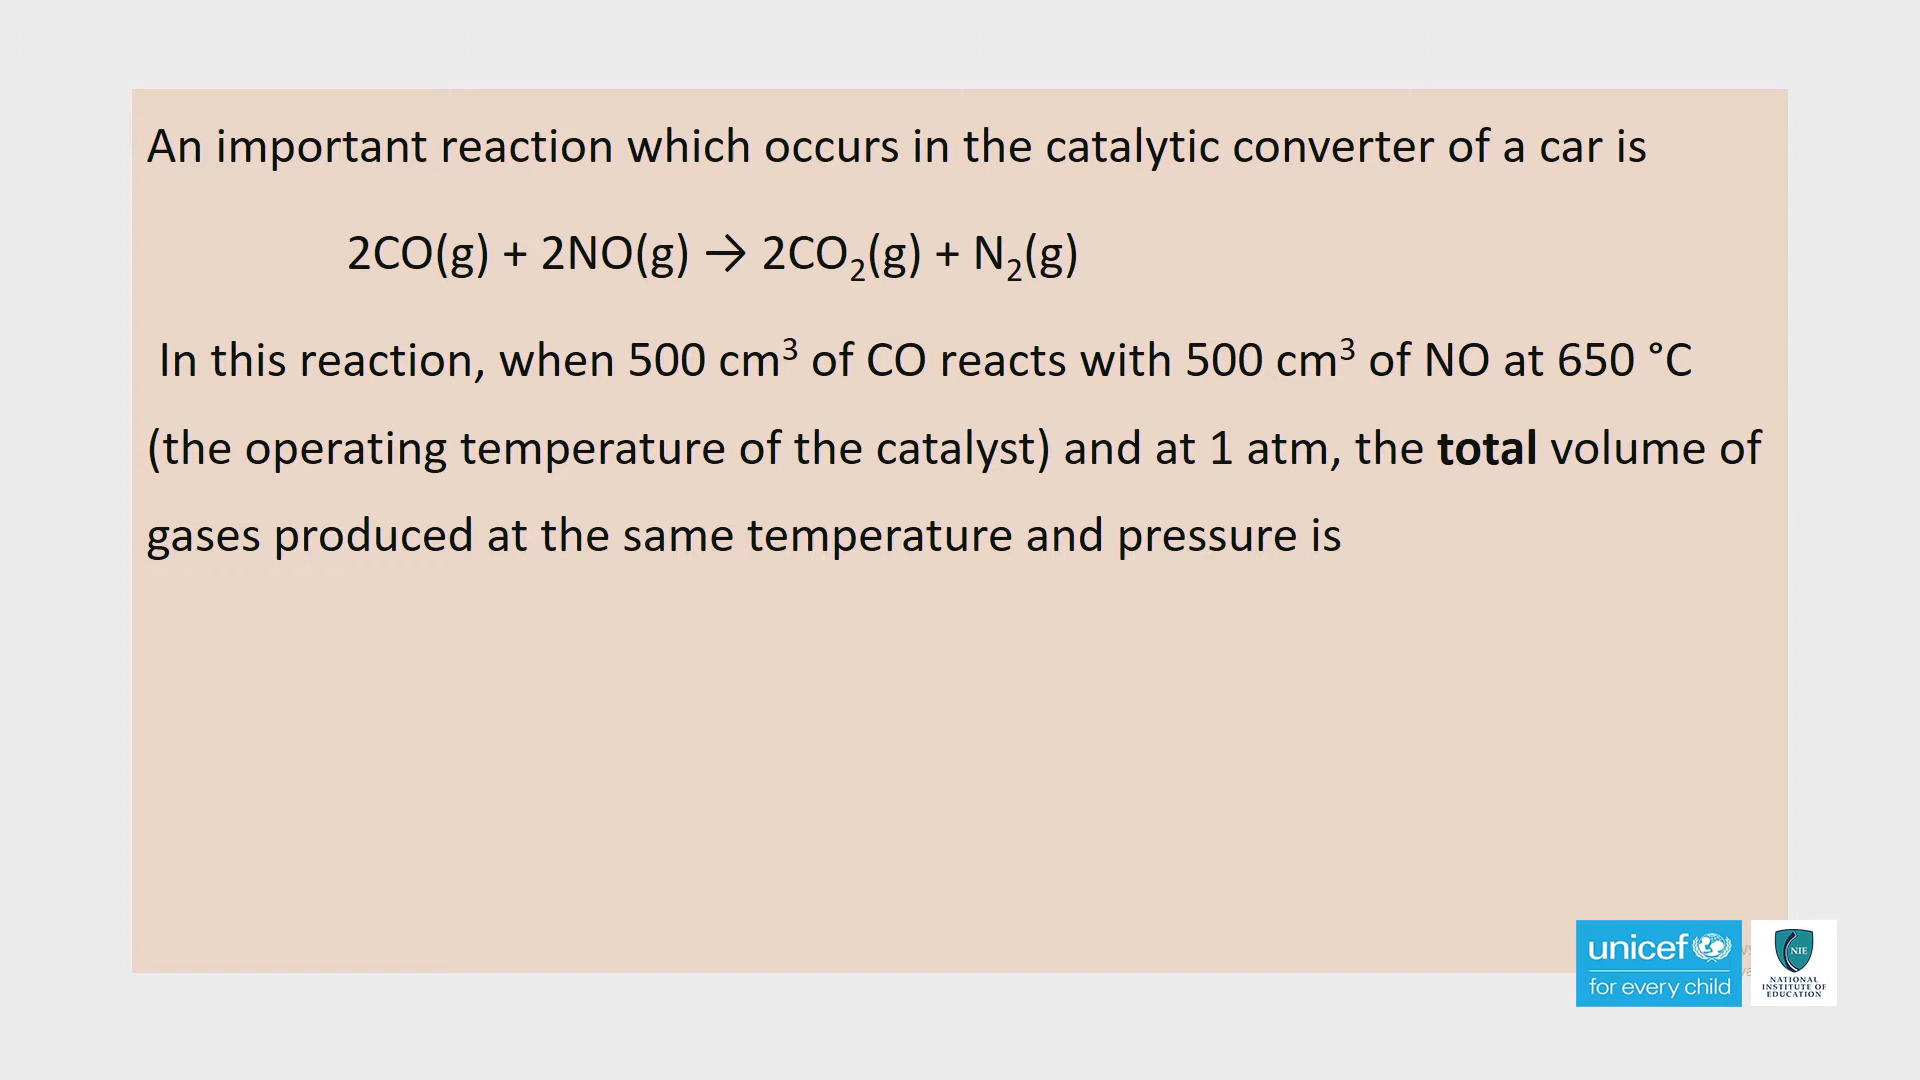 An important reaction which occurs in the catalytic converter of a car is
2CO(g) + 2NO(g) → 2CO₂(g) + N₂(g)
In this reaction, when 500 cm³ of CO reacts with 500 cm³ of NO at 650 °C
(the operating temperature of the catalyst) and at 1 atm, the total volume of
gases produced at the same temperature and pressure is
unicef
for every child
NIE
NATIONAL
INSTITUTE OF
EDUCATION